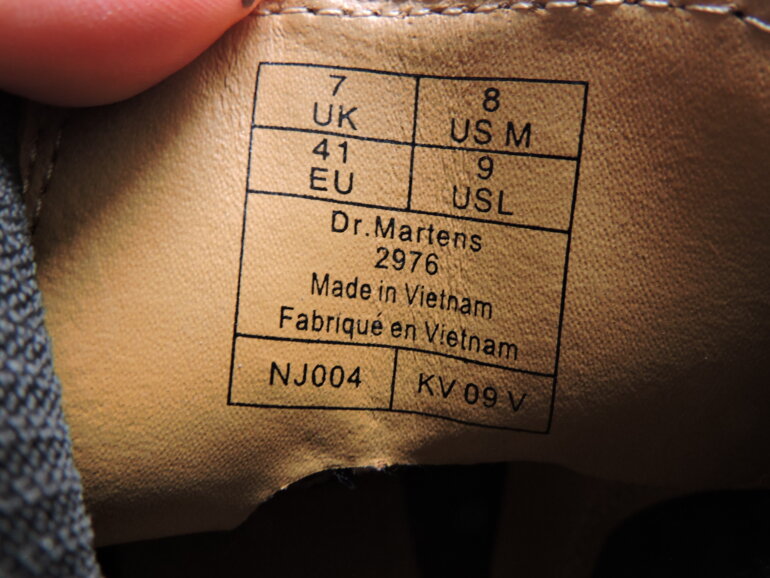 7 8
UK US M
41 9
EU USL
Dr.Martens
2976
Made in Vietnam
Fabriqué en Vietnam
NJ004 KV 09 V